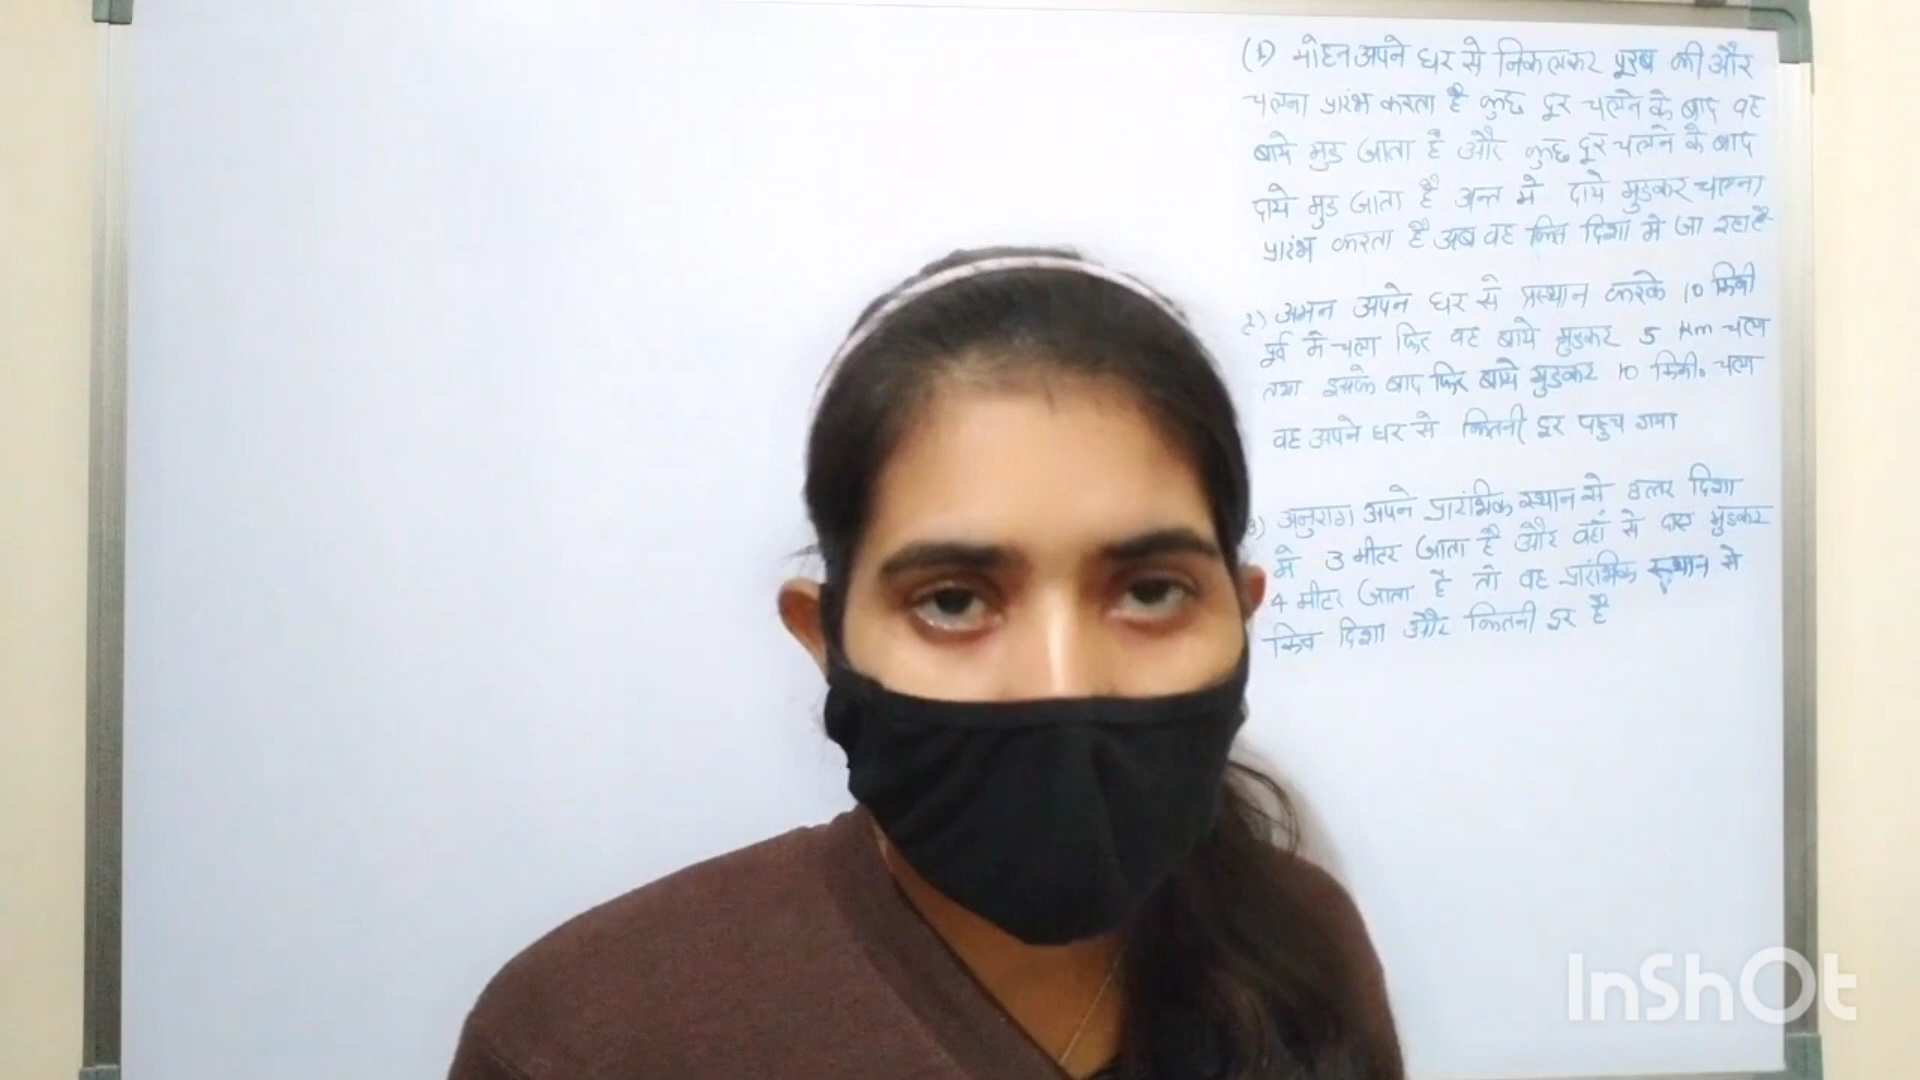 (1) मोहन अपने घर से निकलकर पूरब की और
चलना प्रारंभ करता है कुछ दूर चलने के बाद वह
बाये मुड जाता है और कुछ दूर चलने के बाद
दाये मुड जाता है अन्त मे दाये मुडकर चलना
प्रारंभ करता है अब वह किस दिशा मे जा रहा है
2) अमन अपने घर से प्रस्थान करके 10 किमी
पूर्व मे चला फिर वह बाये मुडकर 5 Km चला
तथा इसके बाद फिर बाये मुडकर 10 किमी. चला
वह अपने घर से कितनी दूर पहुच गया
3) अनुराग अपने प्रारंभिक स्थान से उत्तर दिशा
मे 3 मीटर जाता है और वहाँ से मुडकर
4 मीटर जाता है तो वह प्रारंभिक स्थान से
किस दिशा और कितनी दूर है
InShOt